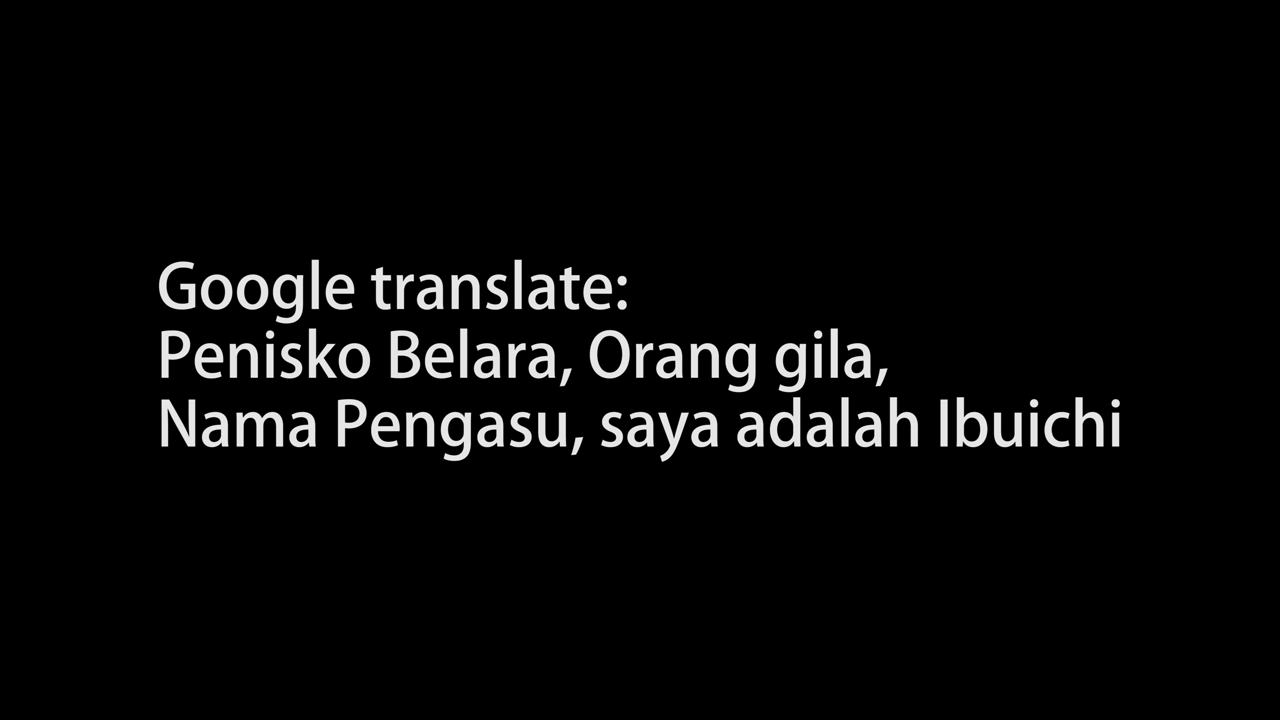 Google translate:
Penisko Belara, Orang gila,
Nama Pengasu, saya adalah Ibuichi